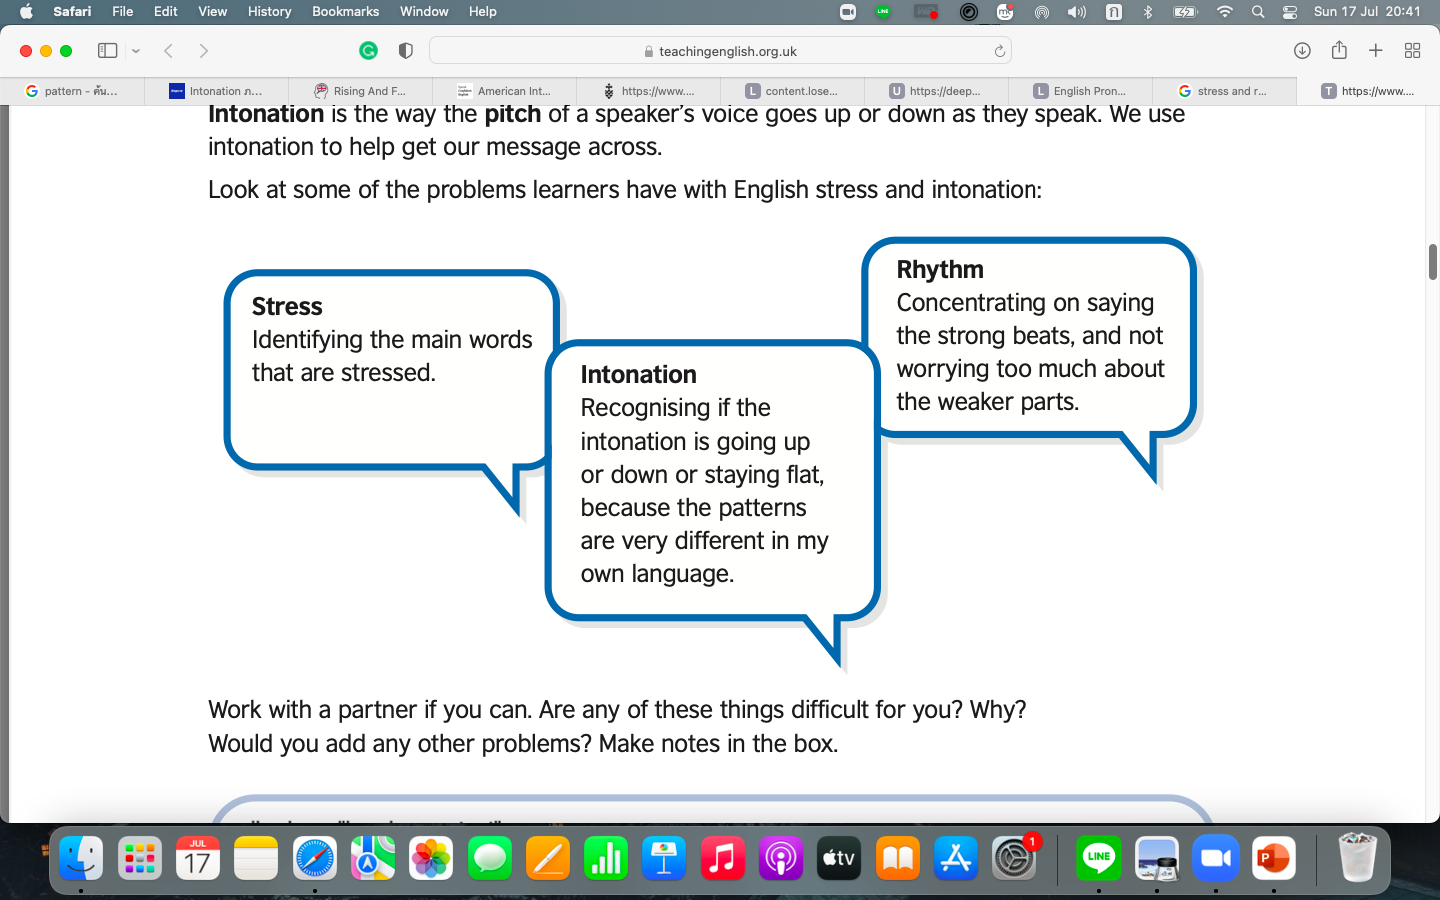 Safari File Edit View History Bookmarks Window Help
LINE
ก
Sun 17 Jul 20:41
teachingenglish.org.uk
pattern - ค้น...
Intonation ภ...
Rising And F...
American Int...
https://www....
content.lose...
https://deep...
English Pron...
stress and r...
https://www....
Intonation is the way the pitch of a speaker's voice goes up or down as they speak. We use
intonation to help get our message across.
Look at some of the problems learners have with English stress and intonation:
Stress
Identifying the main words
that are stressed.
Intonation
Recognising if the
intonation is going up
or down or staying flat,
because the patterns
are very different in my
own language.
Rhythm
Concentrating on saying
the strong beats, and not
worrying too much about
the weaker parts.
Work with a partner if you can. Are any of these things difficult for you? Why?
Would you add any other problems? Make notes in the box.
JUL
17
tv
1
LINE
P